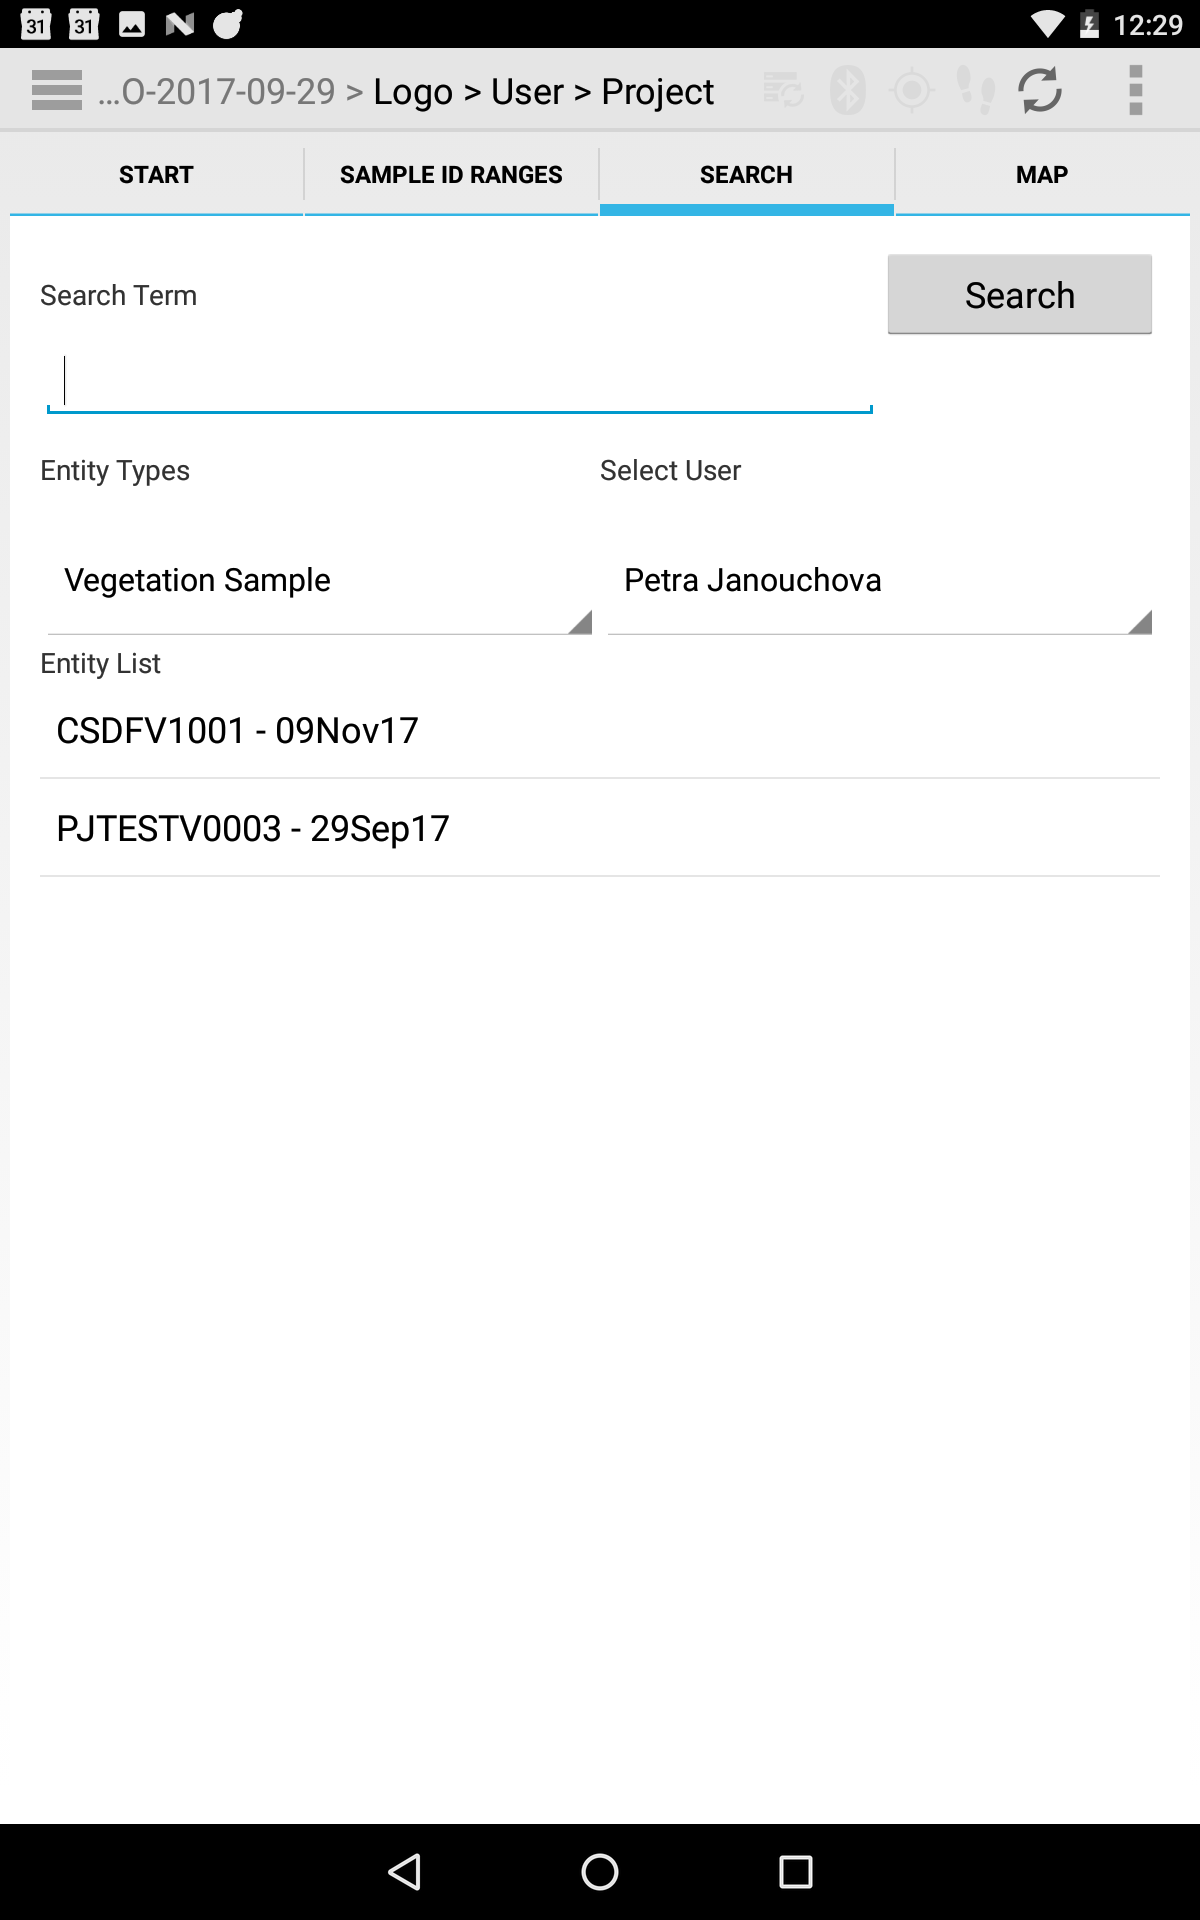 31 31 12:29
...O-2017-09-29 > Logo > User > Project
START SAMPLE ID RANGES SEARCH MAP
Search Term Search
Entity Types Select User
Vegetation Sample Petra Janouchova
Entity List
CSDFV1001 - 09Nov17
PJTESTV0003 - 29Sep17